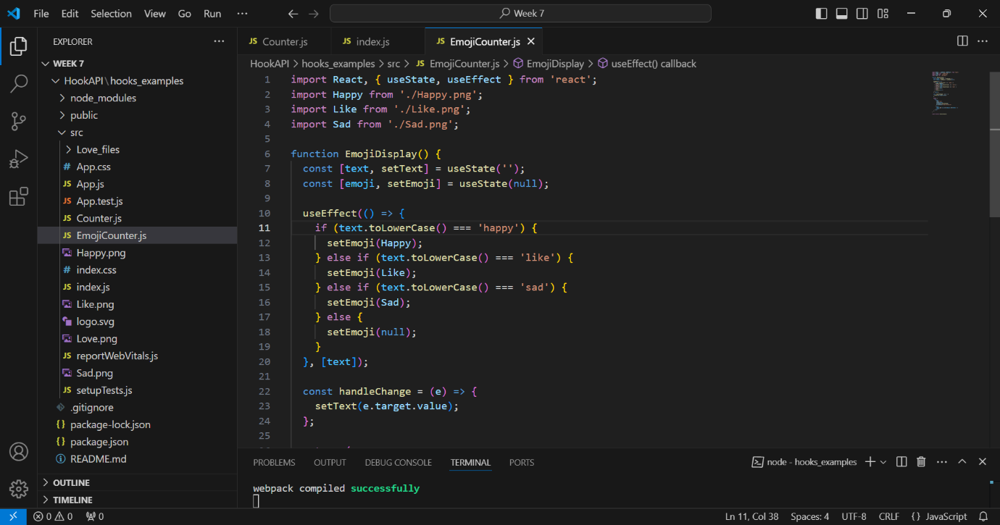 File Edit Selection View Go Run ··· Week 7
EXPLORER ···
WEEK 7
HookAPI \ hooks_examples
node_modules
public
src
Love_files
# App.css
JS App.js
JS App.test.js
JS Counter.js
JS EmojiCounter.js
Happy.png
# index.css
JS index.js
Like.png
logo.svg
Love.png
JS reportWebVitals.js
Sad.png
JS setupTests.js
.gitignore
{} package-lock.json
{} package.json
README.md
OUTLINE
TIMELINE
JS Counter.js JS index.js JS EmojiCounter.js
HookAPI > hooks_examples > src > JS EmojiCounter.js > EmojiDisplay > useEffect() callback
1 import React, { useState, useEffect } from 'react';
2 import Happy from './Happy.png';
3 import Like from './Like.png';
4 import Sad from './Sad.png';
5
6 function EmojiDisplay() {
7 const [text, setText] = useState('');
8 const [emoji, setEmoji] = useState(null);
9
10 useEffect(() => {
11 if (text.toLowerCase() === 'happy') {
12 setEmoji(Happy);
13 } else if (text.toLowerCase() === 'like') {
14 setEmoji(Like);
15 } else if (text.toLowerCase() === 'sad') {
16 setEmoji(Sad);
17 } else {
18 setEmoji(null);
19 }
20 }, [text]);
21
22 const handleChange = (e) => {
23 setText(e.target.value);
24 };
25
PROBLEMS OUTPUT DEBUG CONSOLE TERMINAL PORTS node - hooks_examples
webpack compiled successfully
0 0 0 Ln 11, Col 38 Spaces: 4 UTF-8 CRLF {} JavaScript